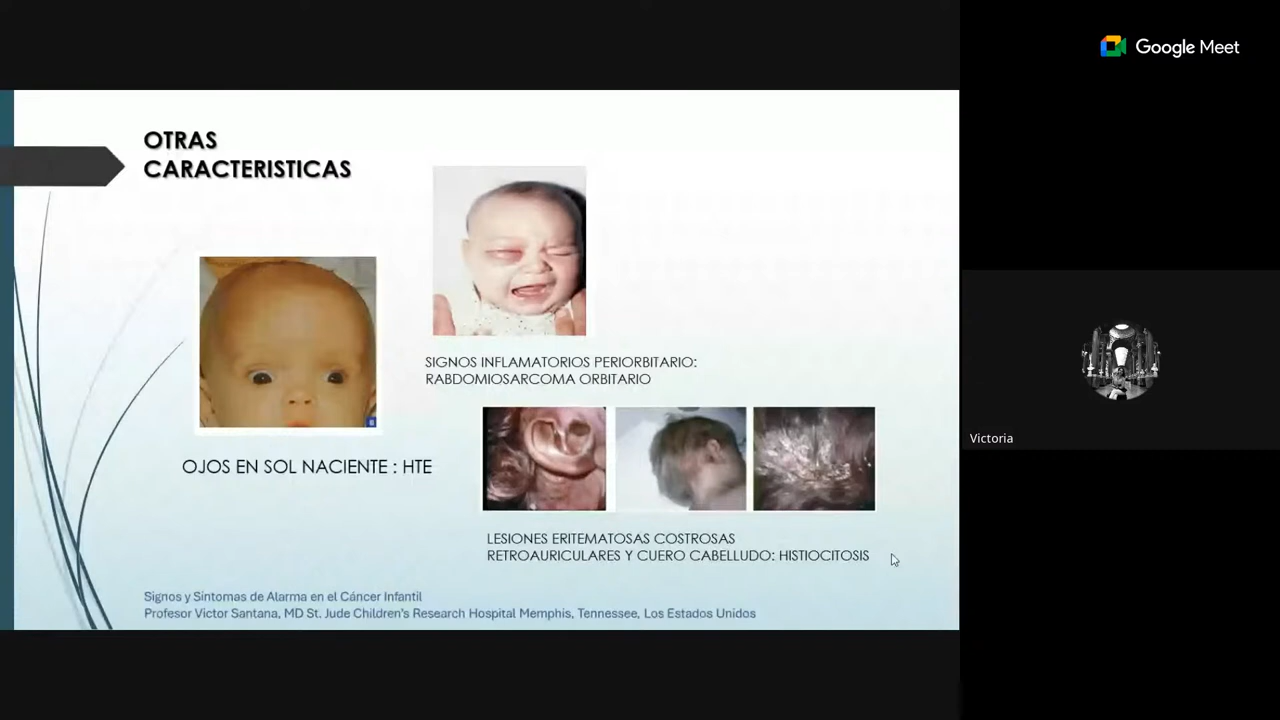 Google Meet
OTRAS
CARACTERISTICAS
SIGNOS INFLAMATORIOS PERIORBITARIO:
RABDOMIOSARCOMA ORBITARIO
OJOS EN SOL NACIENTE : HTE
LESIONES ERITEMATOSAS COSTROSAS
RETROAURICULARES Y CUERO CABELLUDO: HISTIOCITOSIS
Signos y Síntomas de Alarma en el Cáncer Infantil
Profesor Victor Santana, MD St. Jude Children's Research Hospital Memphis, Tennessee, Los Estados Unidos
Victoria